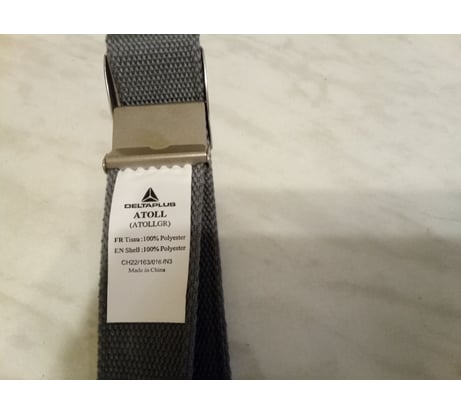 DELTAPLUS
ATOLL
(ATOLLGR)
FR Tissu :100% Polyester
EN Shell :100% Polyester
CH22/163/016 /N3
Made in China